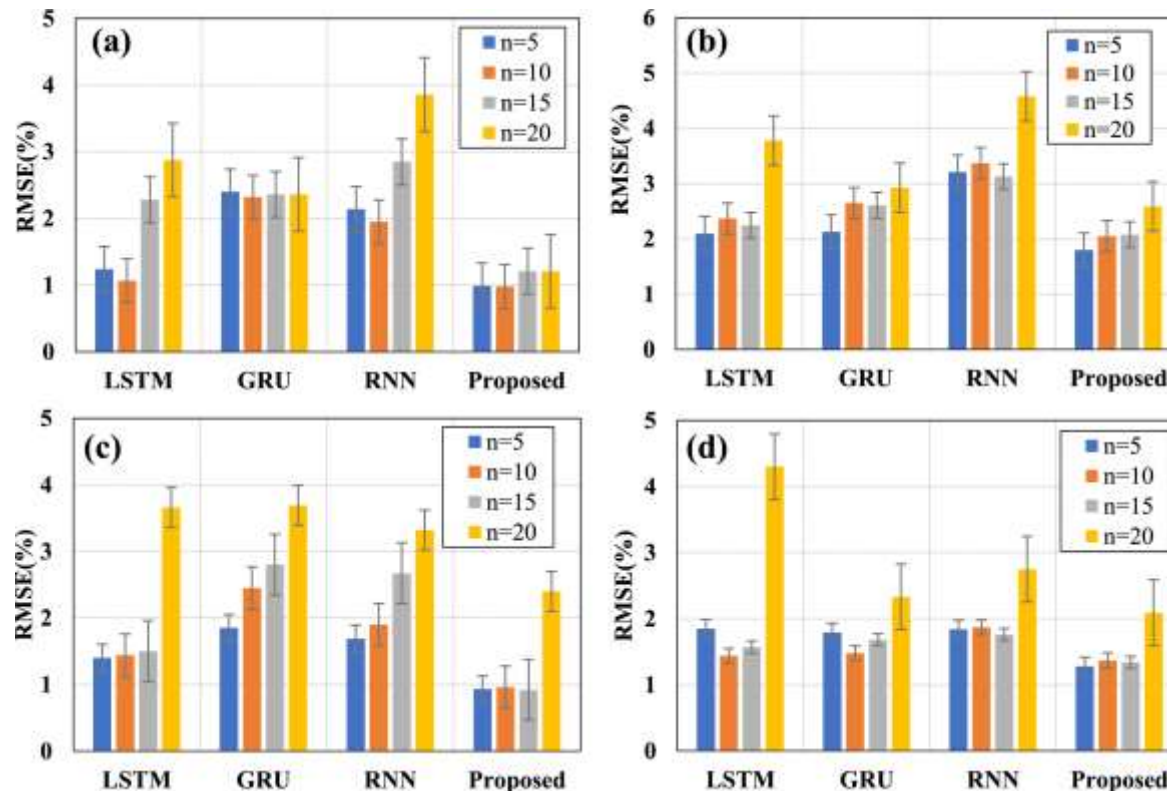 (a)
RMSE(%)
5
4
3
2
1
0
n=5
n=10
n=15
n=20
LSTM GRU RNN Proposed
(b)
RMSE(%)
6
5
4
3
2
1
0
n=5
n=10
n=15
n=20
LSTM GRU RNN Proposed
(c)
RMSE(%)
5
4
3
2
1
0
n=5
n=10
n=15
n=20
LSTM GRU RNN Proposed
(d)
RMSE(%)
5
4
3
2
1
0
n=5
n=10
n=15
n=20
LSTM GRU RNN Proposed